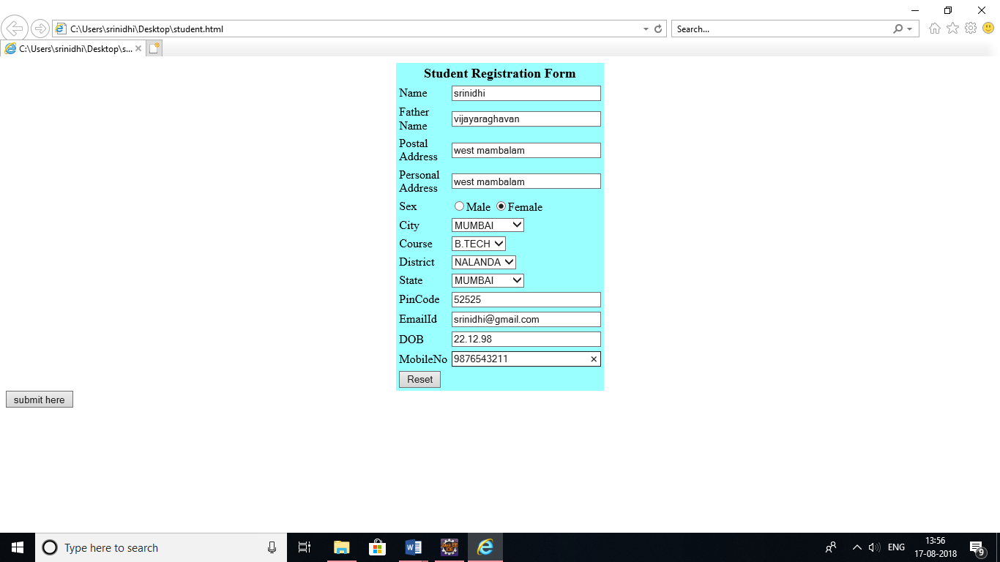 C:\Users\srinidhi\Desktop\student.html
Search...
C:\Users\srinidhi\Desktop\s...
Student Registration Form
Name srinidhi
Father
Name vijayaraghavan
Postal
Address west mambalam
Personal
Address west mambalam
Sex Male Female
City MUMBAI
Course B.TECH
District NALANDA
State MUMBAI
PinCode 52525
EmailId srinidhi@gmail.com
DOB 22.12.98
MobileNo 9876543211
Reset
submit here
Type here to search
ENG
13:56
17-08-2018
9